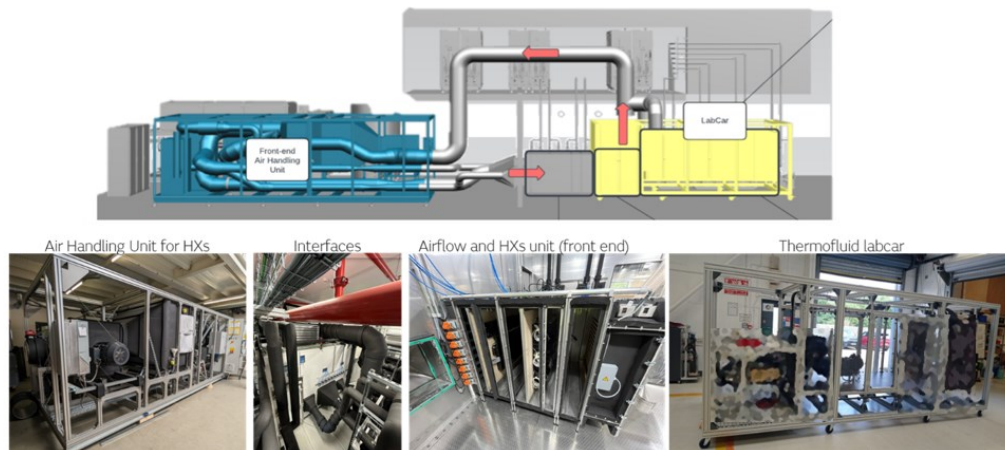 Front-end
Air Handling
Unit
LabCar
Air Handling Unit for HXs
Interfaces
Airflow and HXs unit (front end)
Thermofluid labcar